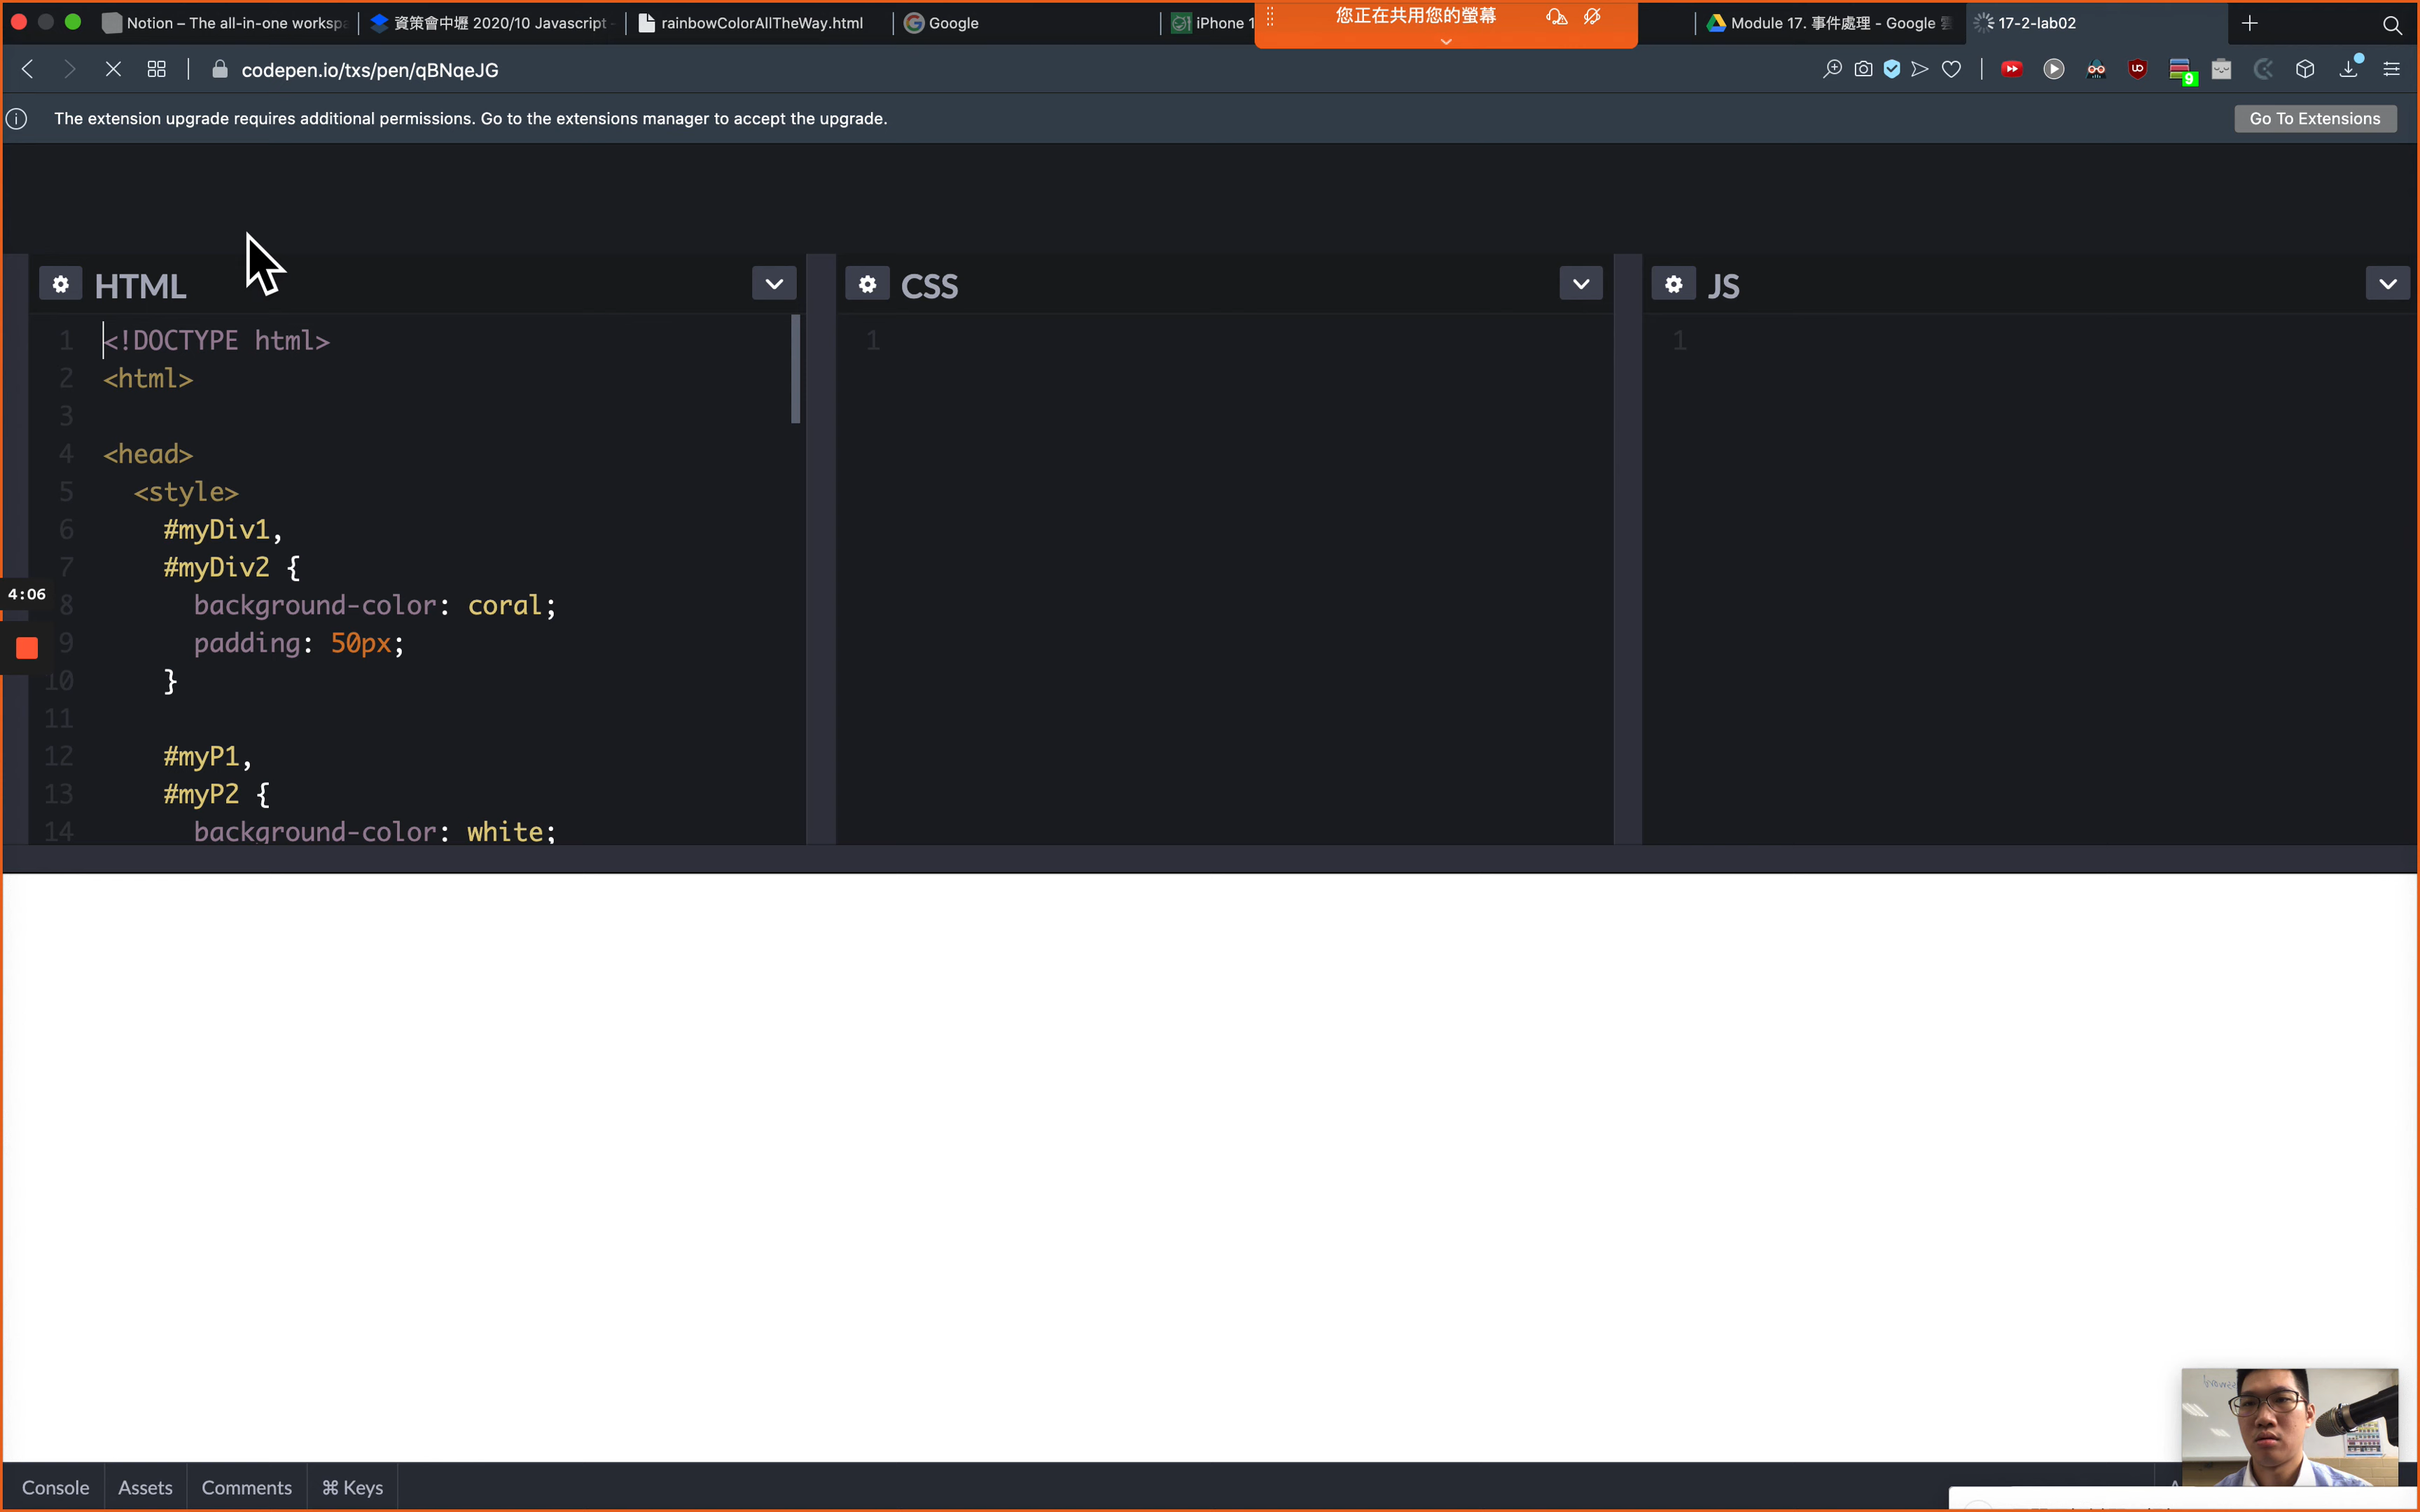 Notion – The all-in-one workspa
資策會中壢 2020/10 Javascript
rainbowColorAllTheWay.html
Google
iPhone 1
您正在共用您的螢幕
Module 17. 事件處理 - Google 雲
17-2-lab02
codepen.io/txs/pen/qBNqeJG
9
The extension upgrade requires additional permissions. Go to the extensions manager to accept the upgrade.
Go To Extensions
HTML
CSS
JS
1 <!DOCTYPE html>
2 <html>
3
4 <head>
5 <style>
6 #myDiv1,
7 #myDiv2 {
8 background-color: coral;
9 padding: 50px;
10 }
11
12 #myP1,
13 #myP2 {
14 background-color: white;
1
1
4:06
Console
Assets
Comments
⌘ Keys